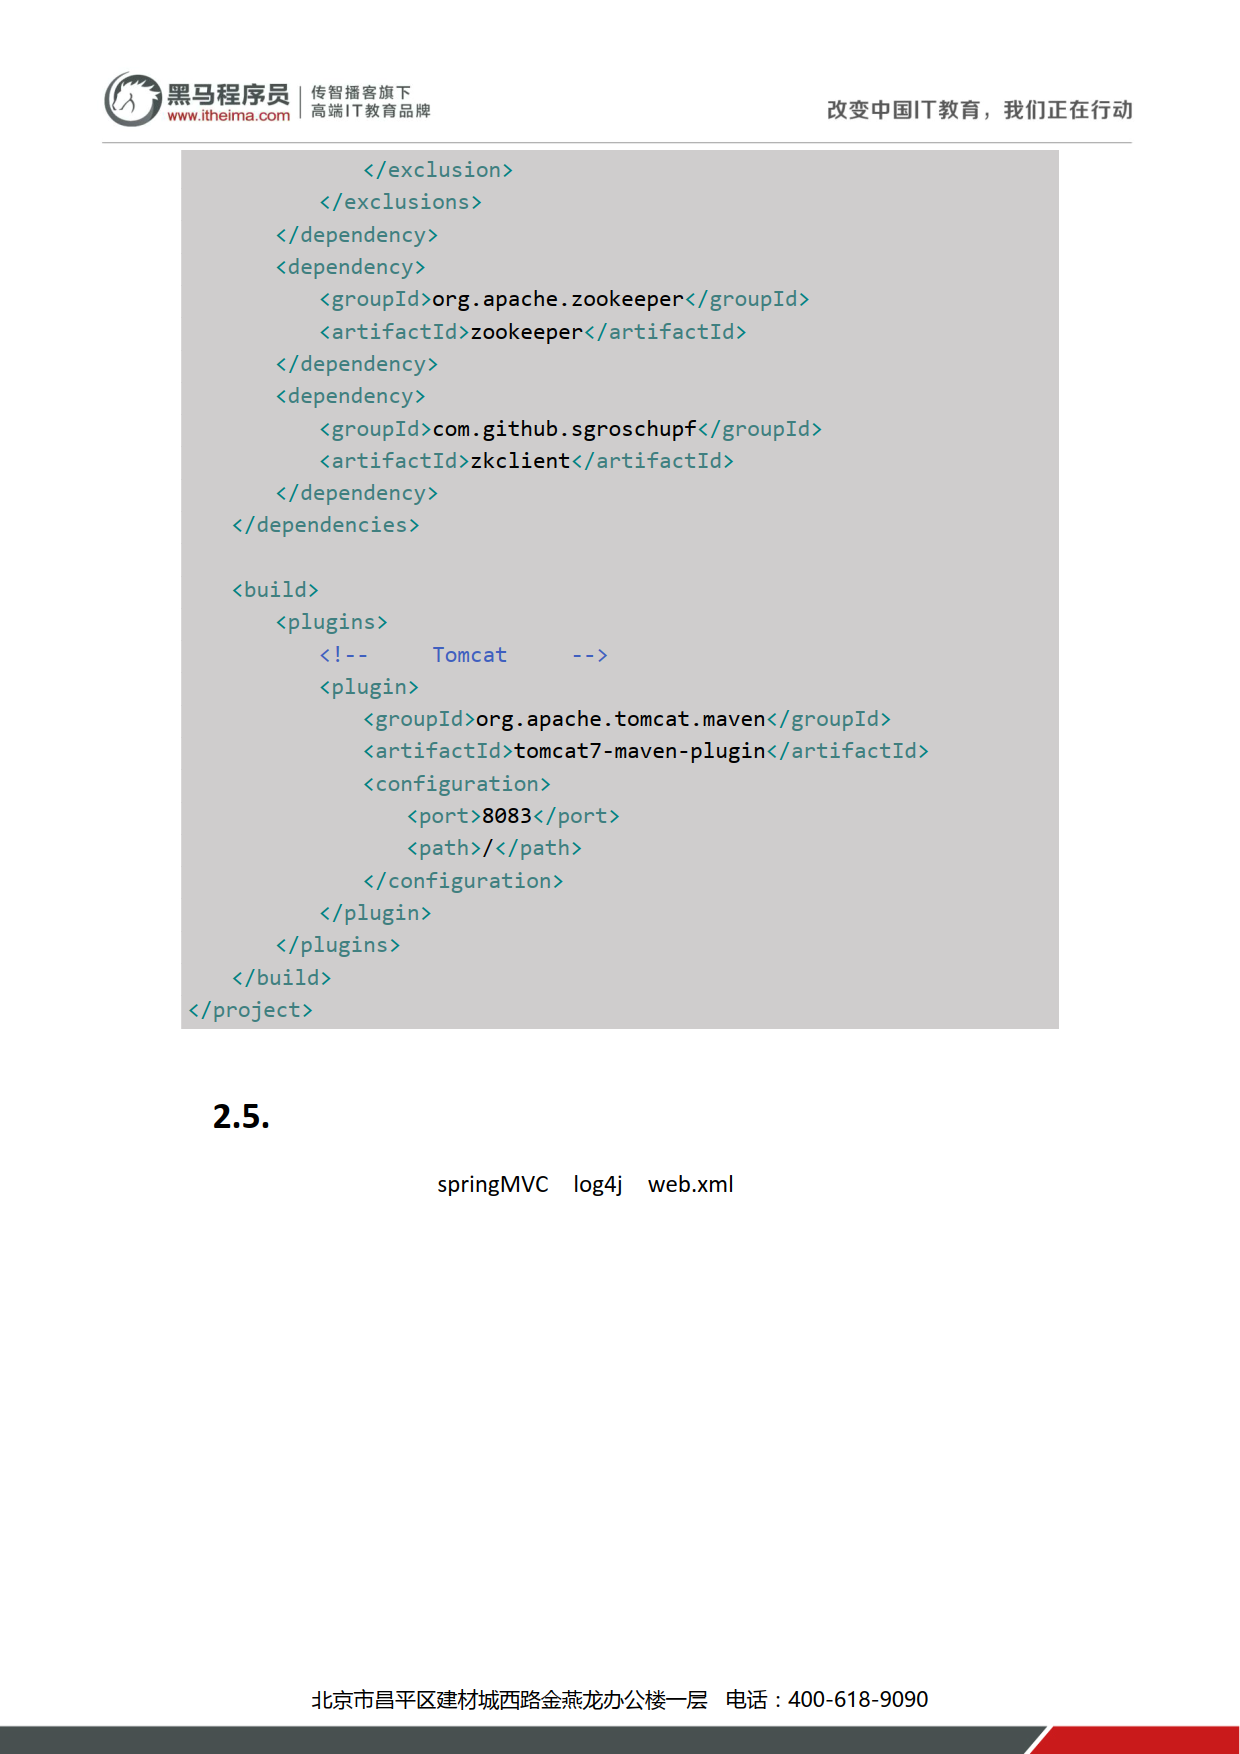 黑马程序员
www.itheima.com
传智播客旗下
高端IT教育品牌
改变中国IT教育，我们正在行动
</exclusion>
</exclusions>
</dependency>
<dependency>
<groupId>org.apache.zookeeper</groupId>
<artifactId>zookeeper</artifactId>
</dependency>
<dependency>
<groupId>com.github.sgroschupf</groupId>
<artifactId>zkclient</artifactId>
</dependency>
</dependencies>
<build>
<plugins>
<!-- Tomcat -->
<plugin>
<groupId>org.apache.tomcat.maven</groupId>
<artifactId>tomcat7-maven-plugin</artifactId>
<configuration>
<port>8083</port>
<path>/</path>
</configuration>
</plugin>
</plugins>
</build>
</project>
2.5.
springMVC log4j web.xml
北京市昌平区建材城西路金燕龙办公楼一层 电话：400-618-9090